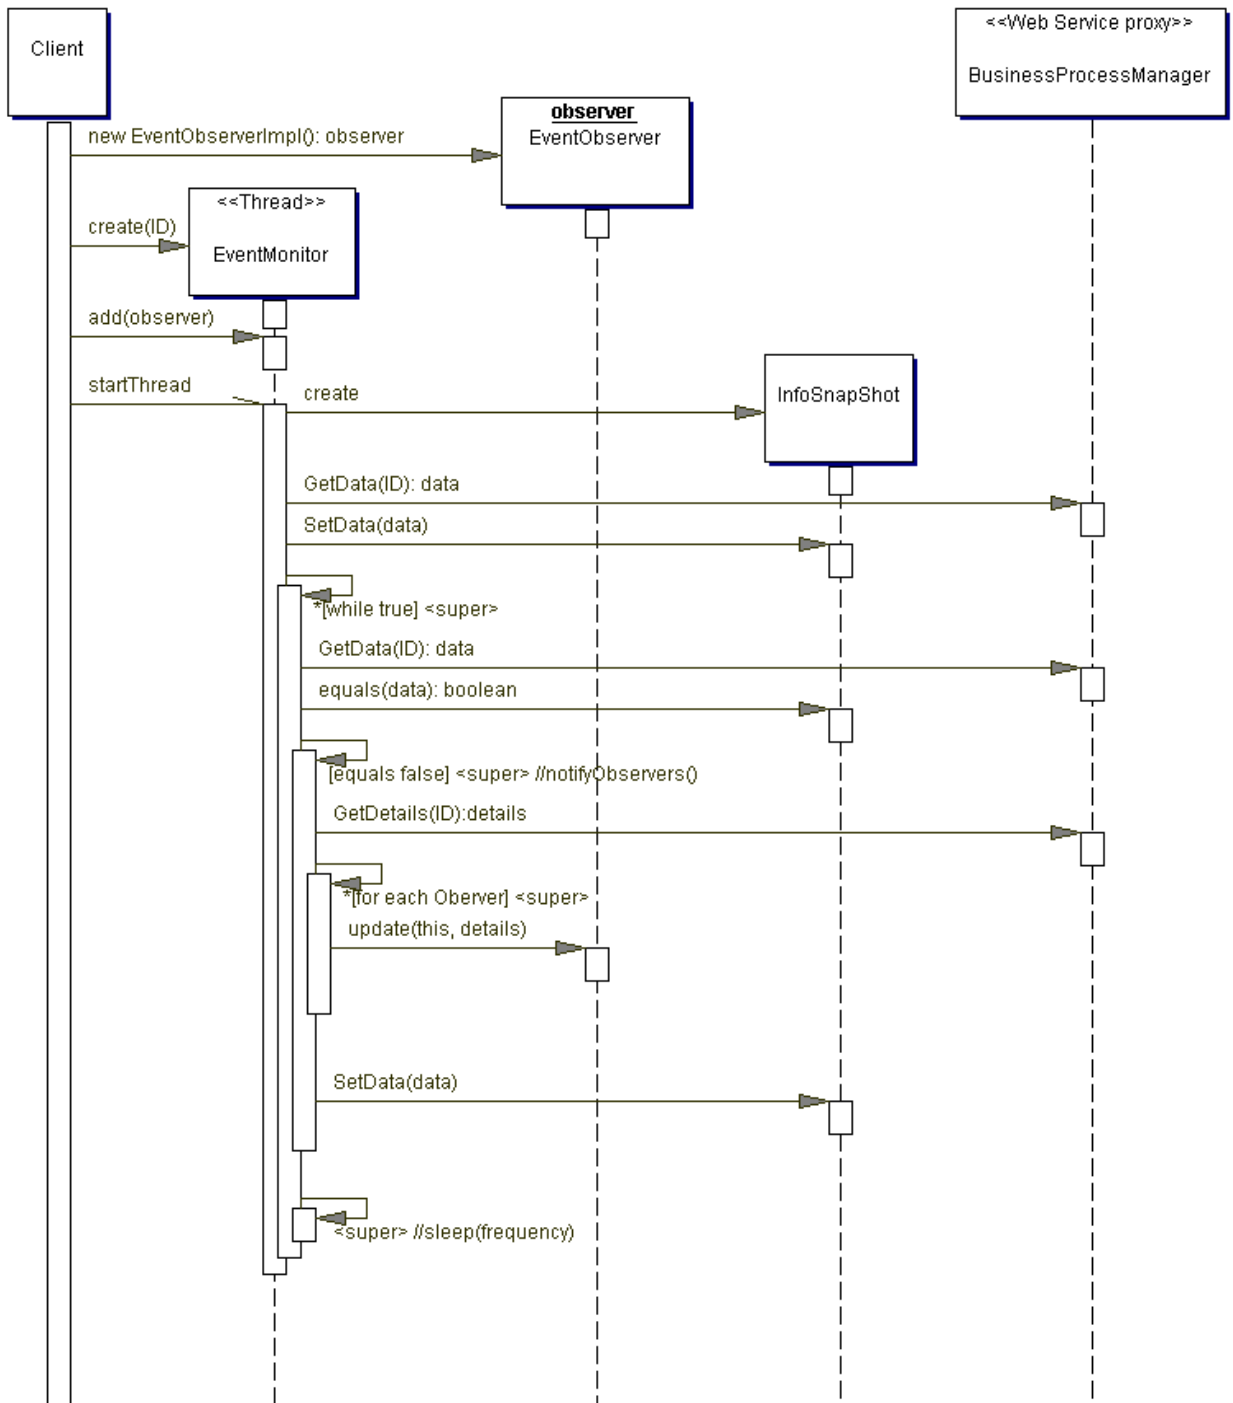 Client
<<Web Service proxy>>
BusinessProcessManager
observer
EventObserver
new EventObserverImpl(): observer
<<Thread>>
EventMonitor
create(ID)
add(observer)
startThread
create
InfoSnapShot
GetData(ID): data
SetData(data)
*[while true] <super>
GetData(ID): data
equals(data): boolean
[equals false] <super> //notifyObservers()
GetDetails(ID):details
*[for each Oberver] <super>
update(this, details)
SetData(data)
<super> //sleep(frequency)